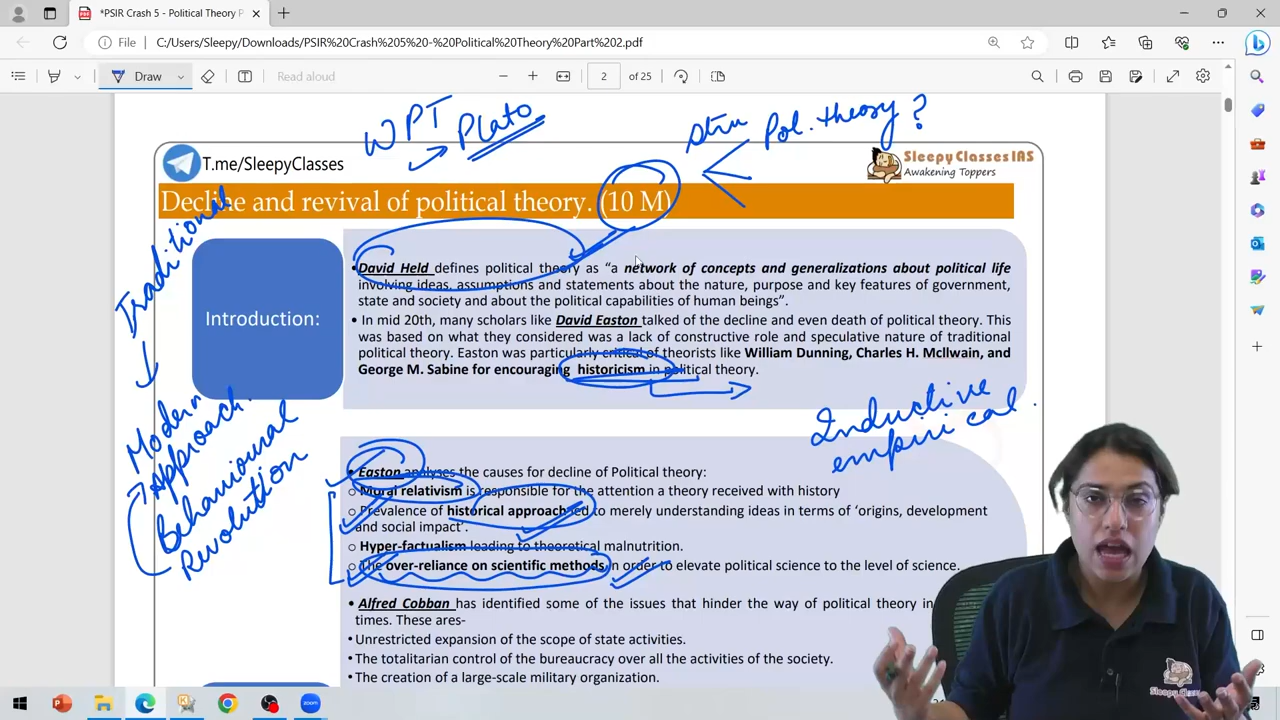 *PSIR Crash 5 - Political Theory P
File
C:/Users/Sleepy/Downloads/PSIR%20Crash%205%20-%20Political%20Theory%20Part%202.pdf
Draw
Read aloud
2
of 25
WPT
Plato
Pol. theory ?
T.me/SleepyClasses
SleepyClasses IAS
Awakening Toppers
Decline and revival of political theory. (10 M)
Traditional
Modern
Approach.
Behavioural
Revolution
Introduction:
•David Held defines political theory as “a network of concepts and generalizations about political life
involving ideas, assumptions and statements about the nature, purpose and key features of government,
state and society and about the political capabilities of human beings”.
• In mid 20th, many scholars like David Easton talked of the decline and even death of political theory. This
was based on what they considered was a lack of constructive role and speculative nature of traditional
political theory. Easton was particularly critical of theorists like William Dunning, Charles H. McIlwain, and
George M. Sabine for encouraging historicism in political theory.
Inductive
empirical.
• Easton analyses the causes for decline of Political theory:
o Moral relativism is responsible for the attention a theory received with history
o Prevalence of historical approach led to merely understanding ideas in terms of ‘origins, development
and social impact’.
o Hyper-factualism leading to theoretical malnutrition.
o The over-reliance on scientific methods in order to elevate political science to the level of science.
• Alfred Cobban has identified some of the issues that hinder the way of political theory in
times. These ares-
•Unrestricted expansion of the scope of state activities.
•The totalitarian control of the bureaucracy over all the activities of the society.
•The creation of a large-scale military organization.